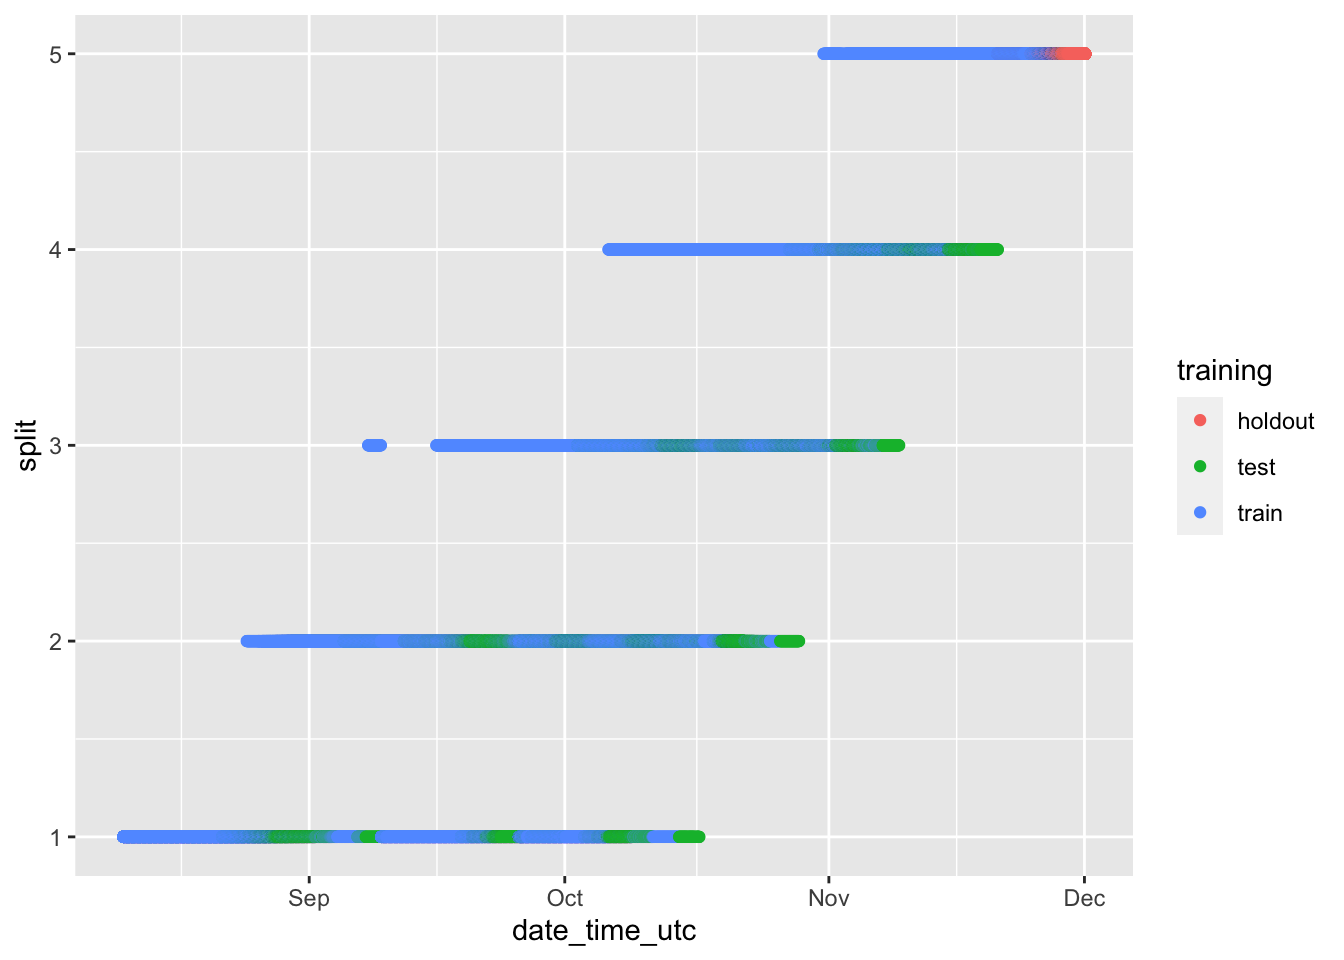 5
4
3
2
1
split
Sep Oct Nov Dec
date_time_utc
training
holdout
test
train